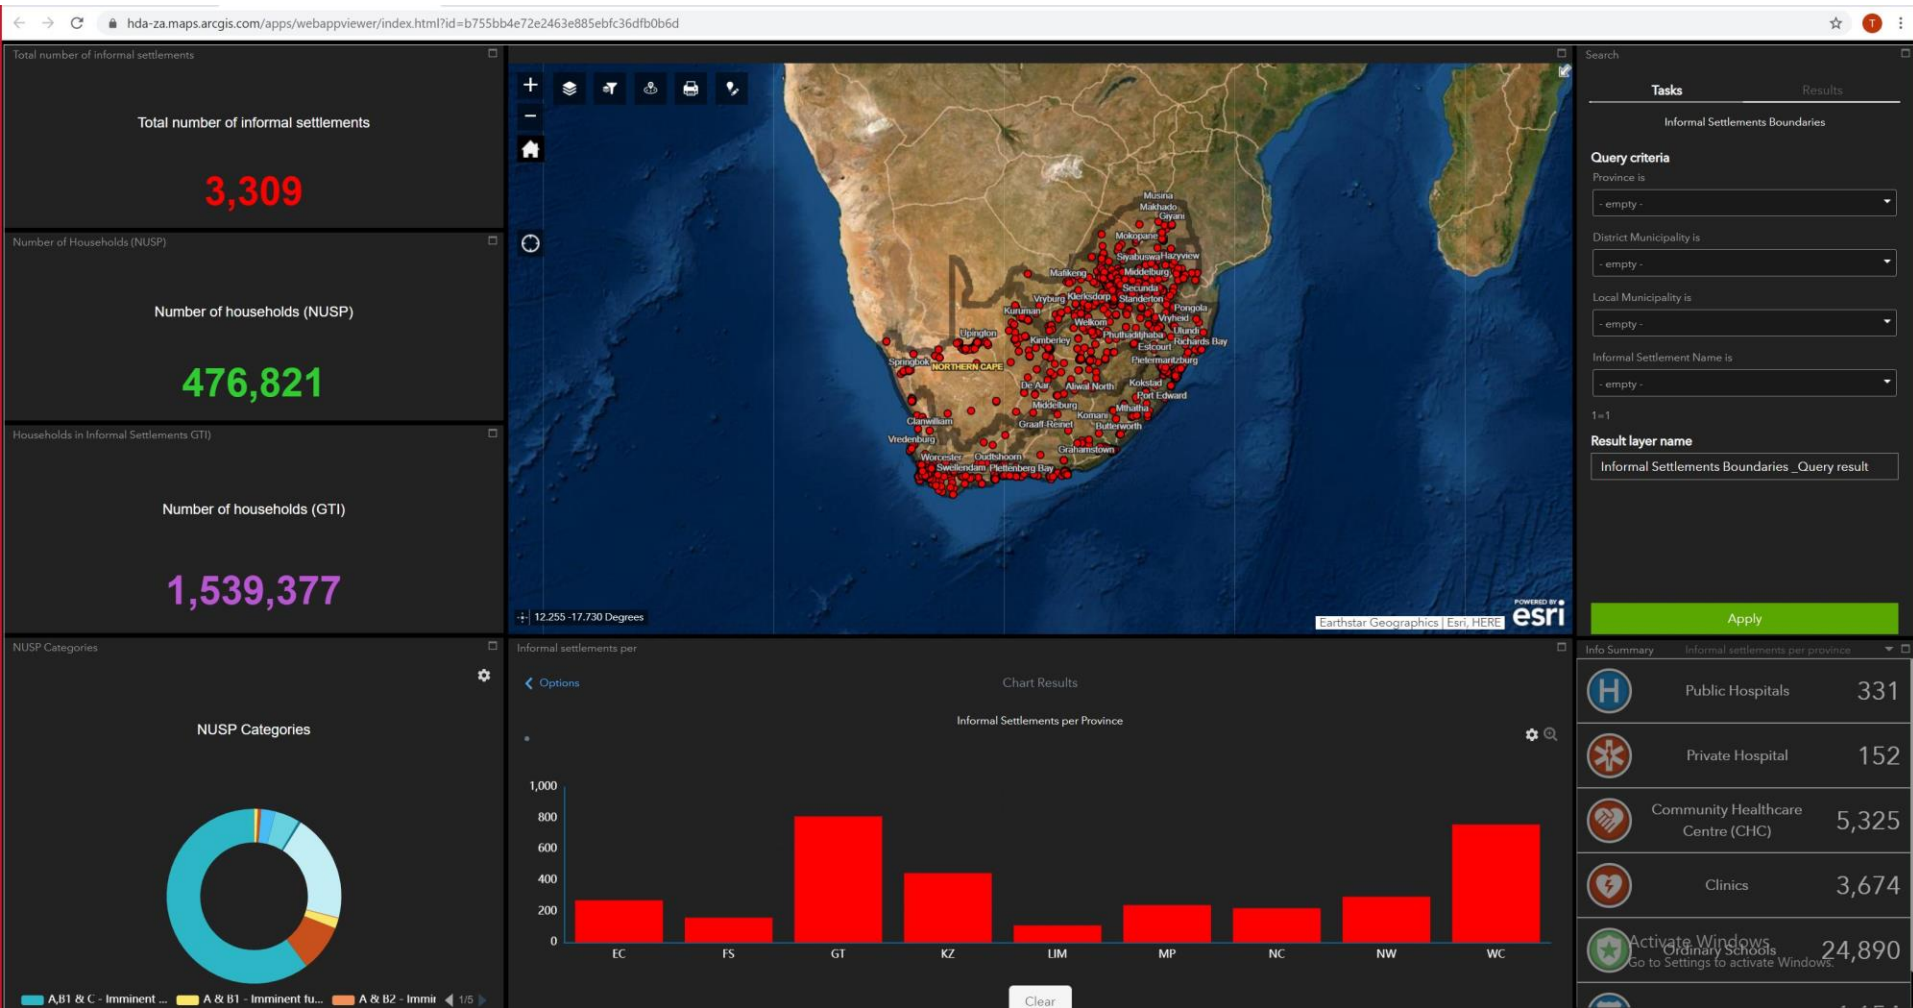 hda-za.maps.arcgis.com/apps/webappviewer/index.html?id=b755bb4e72e2463e885ebfc36dfb0b6d
T
Total number of informal settlements
Total number of informal settlements
3,309
Number of Households (NUSP)
Number of households (NUSP)
476,821
Households in Informal Settlements GTI)
Number of households (GTI)
1,539,377
NUSP Categories
NUSP Categories
A,B1 & C - Imminent ...
A & B1 - Imminent fu...
A & B2 - Immir
1/5
Musina
Makhado
Giyani
Mokopane
Siyabuswa Hazyview
Mafikeng Middelburg
Secunda
Vryburg Klerksdorp Standerton
Kuruman Pongola
Welkom Vryheid
Upington Phuthaditjhaba Ulundi
Kimberley Estcourt Richards Bay
Springbok Pietermaritzburg
NORTHERN CAPE
De Aar Aliwal North Kokstad
Port Edward
Middelburg Mthatha
Komani
Clanwilliam Graaff-Reinet Butterworth
Vredenburg
Grahamstown
Worcester Oudtshoorn
Swellendam Plettenberg Bay
12.255 -17.730 Degrees
Earthstar Geographics | Esri, HERE
POWERED BY
esri
Informal settlements per
Options
Chart Results
Informal Settlements per Province
1,000
800
600
400
200
0
EC FS GT KZ LIM MP NC NW WC
Clear
Search
Tasks Results
Informal Settlements Boundaries
Query criteria
Province is
- empty -
District Municipality is
- empty -
Local Municipality is
- empty -
Informal Settlement Name is
- empty -
1=1
Result layer name
Informal Settlements Boundaries _Query result
Apply
Info Summary Informal settlements per province
H Public Hospitals 331
Private Hospital 152
Community Healthcare
Centre (CHC) 5,325
Clinics 3,674
Ordinary Schools 24,890
Activate Windows
Go to Settings to activate Windows.